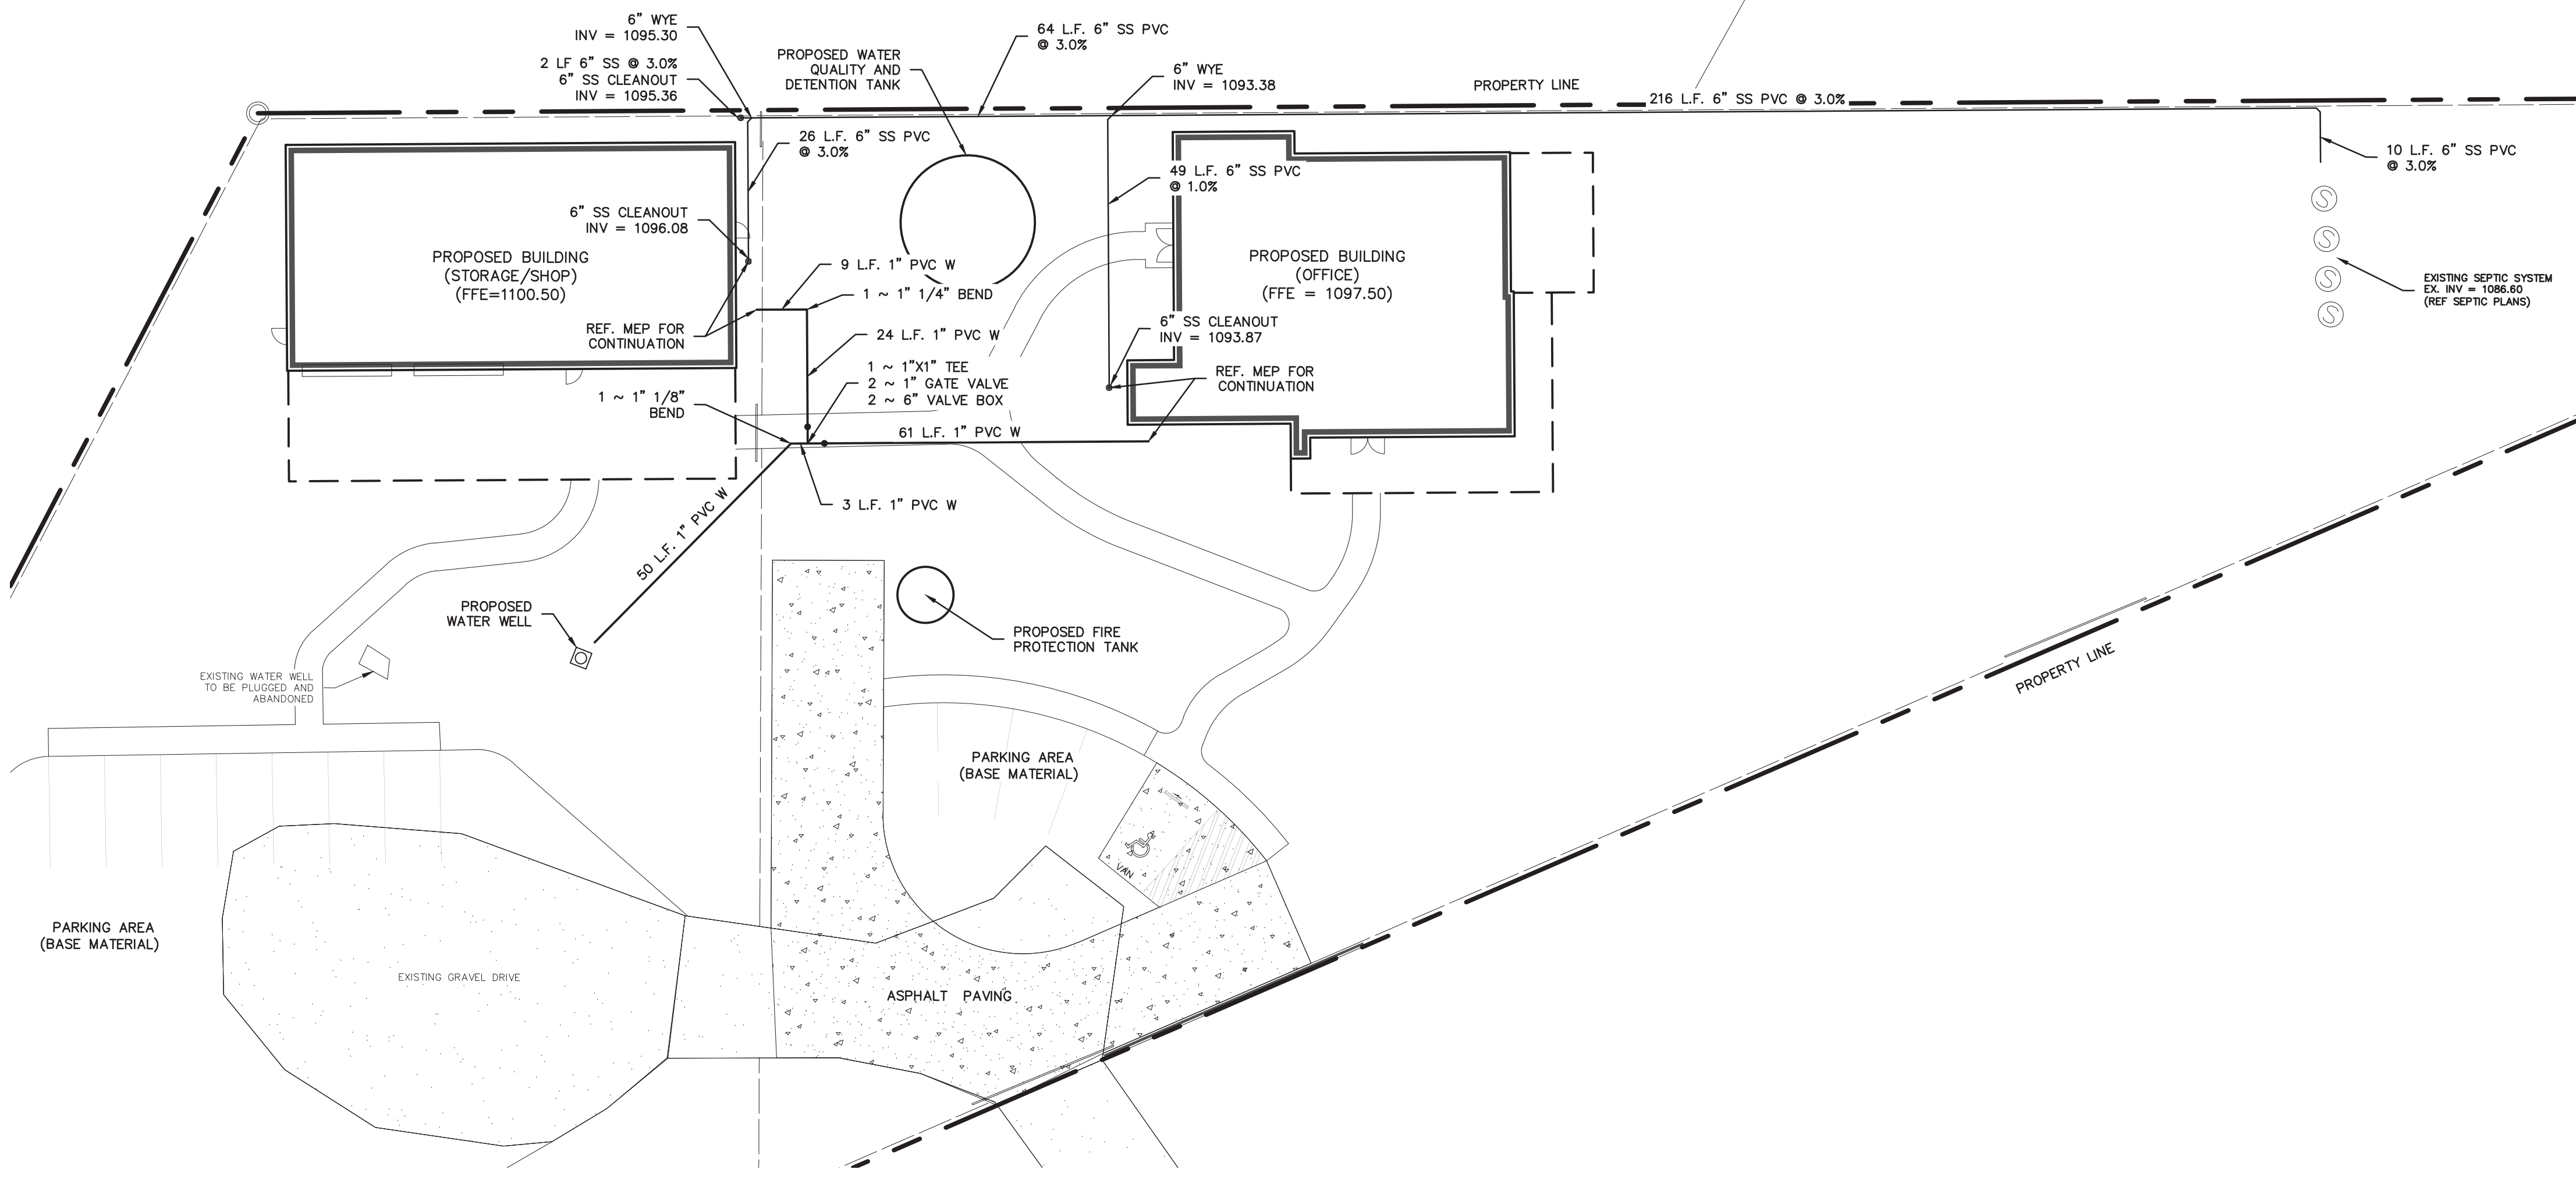 6” WYE
INV = 1095.30
2 LF 6” SS @ 3.0%
6” SS CLEANOUT
INV = 1095.36
PROPOSED WATER
QUALITY AND
DETENTION TANK
64 L.F. 6” SS PVC
@ 3.0%
6” WYE
INV = 1093.38
PROPERTY LINE
216 L.F. 6” SS PVC @ 3.0%
26 L.F. 6” SS PVC
@ 3.0%
49 L.F. 6” SS PVC
@ 1.0%
10 L.F. 6” SS PVC
@ 3.0%
6” SS CLEANOUT
INV = 1096.08
PROPOSED BUILDING
(STORAGE/SHOP)
(FFE=1100.50)
9 L.F. 1” PVC W
1 ~ 1” 1/4” BEND
PROPOSED BUILDING
(OFFICE)
(FFE = 1097.50)
EXISTING SEPTIC SYSTEM
EX. INV = 1086.60
(REF SEPTIC PLANS)
S
S
S
S
REF. MEP FOR
CONTINUATION
24 L.F. 1” PVC W
6” SS CLEANOUT
INV = 1093.87
1 ~ 1”X1” TEE
2 ~ 1” GATE VALVE
2 ~ 6” VALVE BOX
REF. MEP FOR
CONTINUATION
1 ~ 1” 1/8”
BEND
61 L.F. 1” PVC W
3 L.F. 1” PVC W
50 L.F. 1” PVC W
PROPOSED
WATER WELL
PROPOSED FIRE
PROTECTION TANK
PROPERTY LINE
EXISTING WATER WELL
TO BE PLUGGED AND
ABANDONED
PARKING AREA
(BASE MATERIAL)
VAN
PARKING AREA
(BASE MATERIAL)
EXISTING GRAVEL DRIVE
ASPHALT PAVING